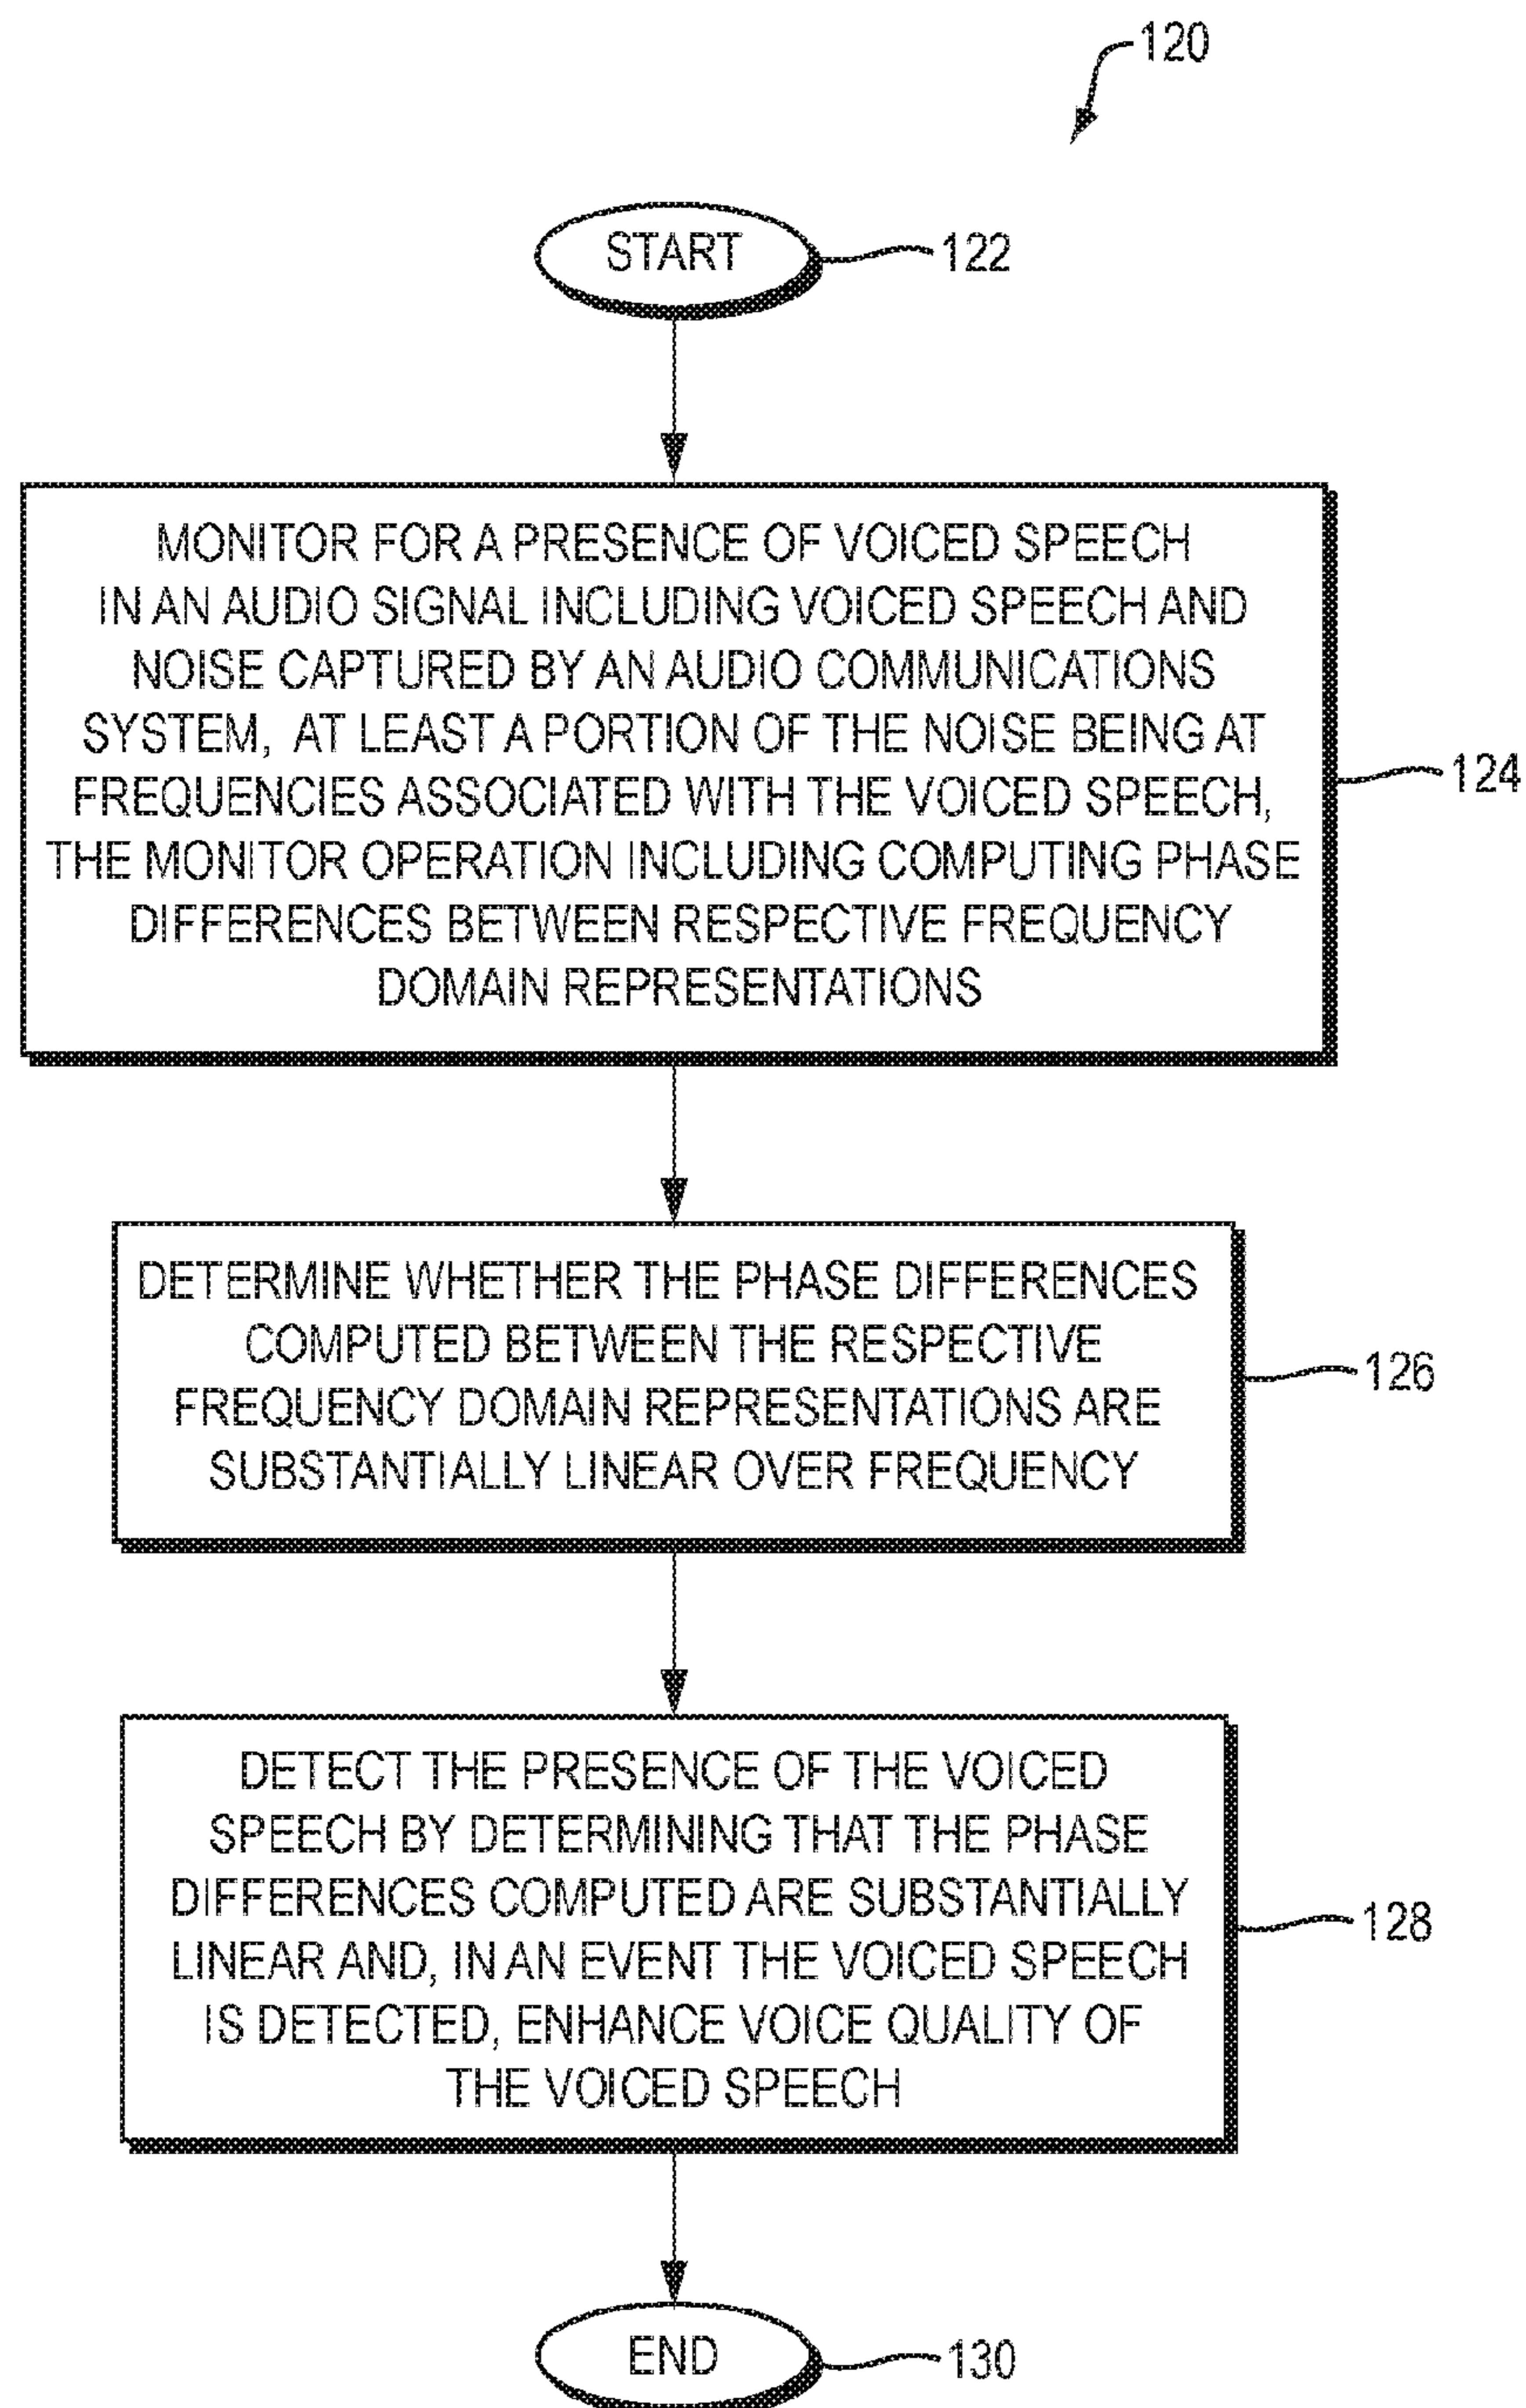 120
START
122
MONITOR FOR A PRESENCE OF VOICED SPEECH
IN AN AUDIO SIGNAL INCLUDING VOICED SPEECH AND
NOISE CAPTURED BY AN AUDIO COMMUNICATIONS
SYSTEM, AT LEAST A PORTION OF THE NOISE BEING AT
FREQUENCIES ASSOCIATED WITH THE VOICED SPEECH,
THE MONITOR OPERATION INCLUDING COMPUTING PHASE
DIFFERENCES BETWEEN RESPECTIVE FREQUENCY
DOMAIN REPRESENTATIONS
124
DETERMINE WHETHER THE PHASE DIFFERENCES
COMPUTED BETWEEN THE RESPECTIVE
FREQUENCY DOMAIN REPRESENTATIONS ARE
SUBSTANTIALLY LINEAR OVER FREQUENCY
126
DETECT THE PRESENCE OF THE VOICED
SPEECH BY DETERMINING THAT THE PHASE
DIFFERENCES COMPUTED ARE SUBSTANTIALLY
LINEAR AND, IN AN EVENT THE VOICED SPEECH
IS DETECTED, ENHANCE VOICE QUALITY OF
THE VOICED SPEECH
128
END
130